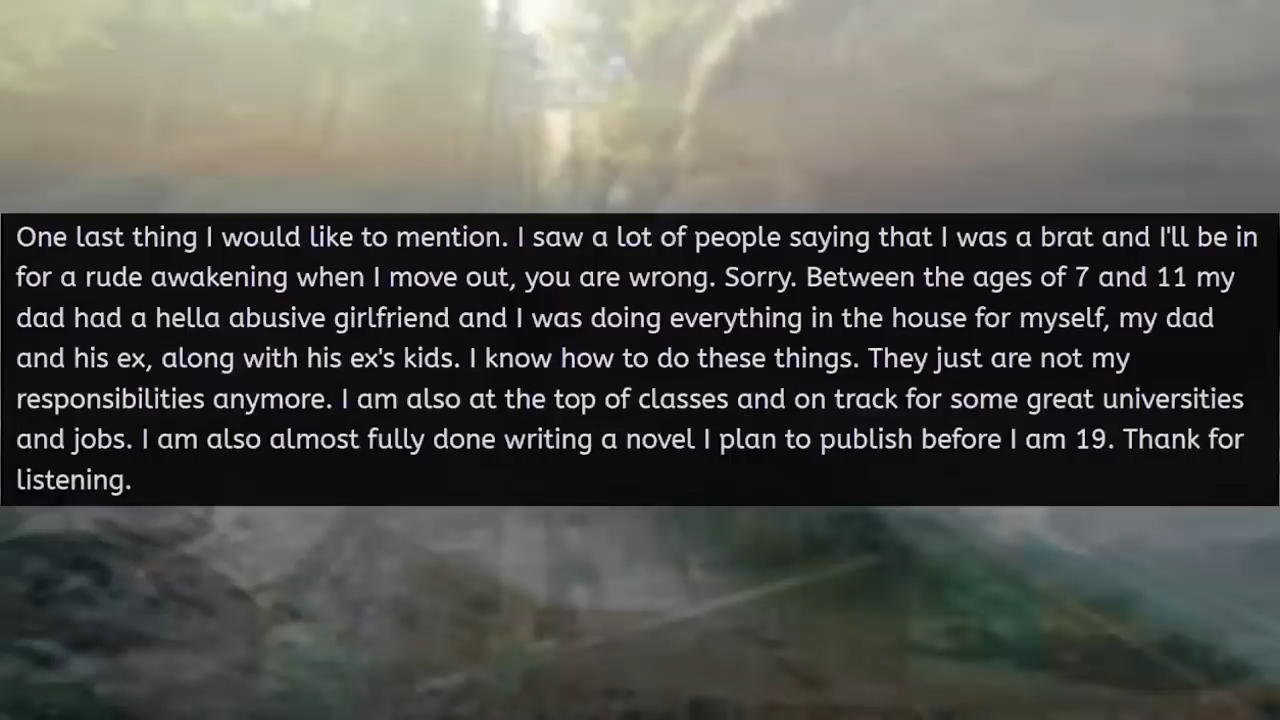 One last thing I would like to mention. I saw a lot of people saying that I was a brat and I'll be in
for a rude awakening when I move out, you are wrong. Sorry. Between the ages of 7 and 11 my
dad had a hella abusive girlfriend and I was doing everything in the house for myself, my dad
and his ex, along with his ex's kids. I know how to do these things. They just are not my
responsibilities anymore. I am also at the top of classes and on track for some great universities
and jobs. I am also almost fully done writing a novel I plan to publish before I am 19. Thank for
listening.